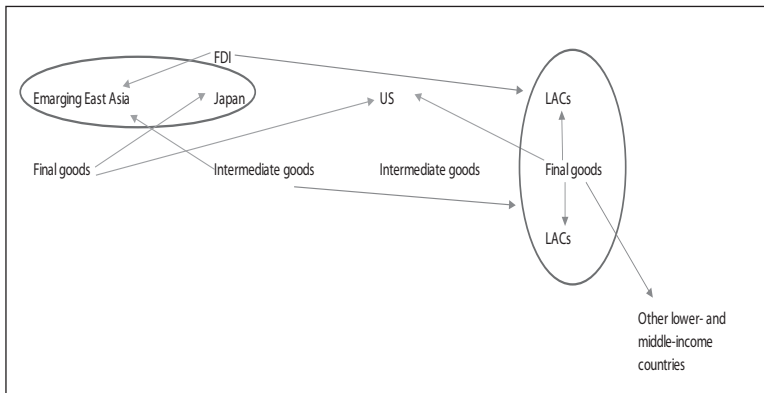 FDI
Emarging East Asia
Japan
US
LACs
Final goods
Intermediate goods
Intermediate goods
Final goods
LACs
Other lower- and
middle-income
countries